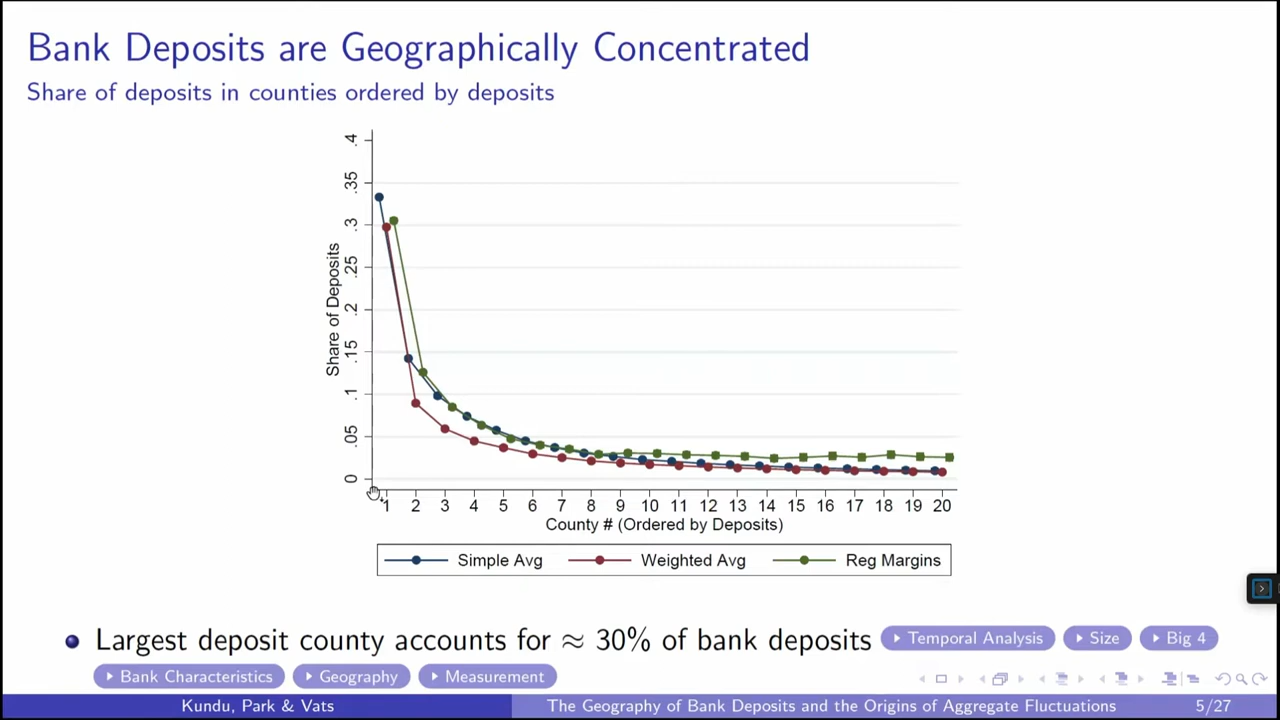 Bank Deposits are Geographically Concentrated
Share of deposits in counties ordered by deposits
.4
.35
.3
.25
.2
.15
.1
.05
0
Share of Deposits
1 2 3 4 5 6 7 8 9 10 11 12 13 14 15 16 17 18 19 20
County # (Ordered by Deposits)
Simple Avg Weighted Avg Reg Margins
Largest deposit county accounts for ≈ 30% of bank deposits Temporal Analysis Size Big 4
Bank Characteristics Geography Measurement
Kundu, Park & Vats The Geography of Bank Deposits and the Origins of Aggregate Fluctuations 5/27